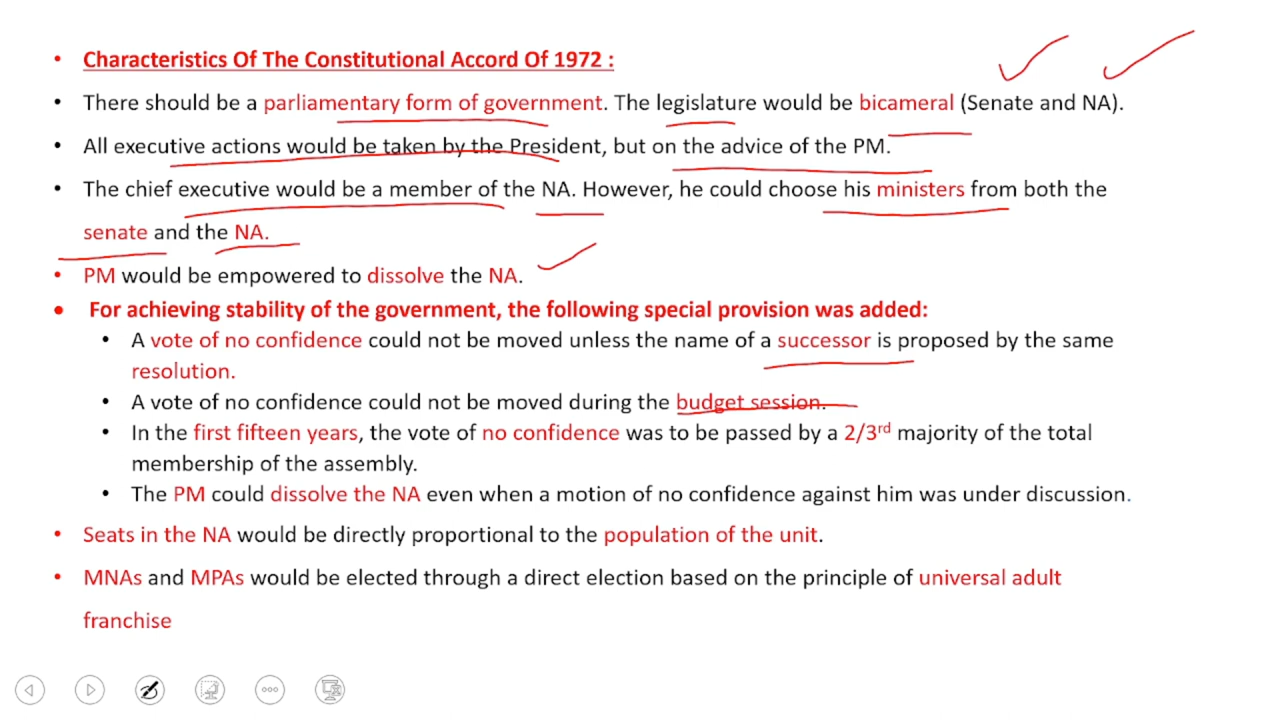 • Characteristics Of The Constitutional Accord Of 1972 :
• There should be a parliamentary form of government. The legislature would be bicameral (Senate and NA).
• All executive actions would be taken by the President, but on the advice of the PM.
• The chief executive would be a member of the NA. However, he could choose his ministers from both the
senate and the NA.
• PM would be empowered to dissolve the NA.
• For achieving stability of the government, the following special provision was added:
• A vote of no confidence could not be moved unless the name of a successor is proposed by the same
resolution.
• A vote of no confidence could not be moved during the budget session.
• In the first fifteen years, the vote of no confidence was to be passed by a 2/3rd majority of the total
membership of the assembly.
• The PM could dissolve the NA even when a motion of no confidence against him was under discussion.
• Seats in the NA would be directly proportional to the population of the unit.
• MNAs and MPAs would be elected through a direct election based on the principle of universal adult
franchise